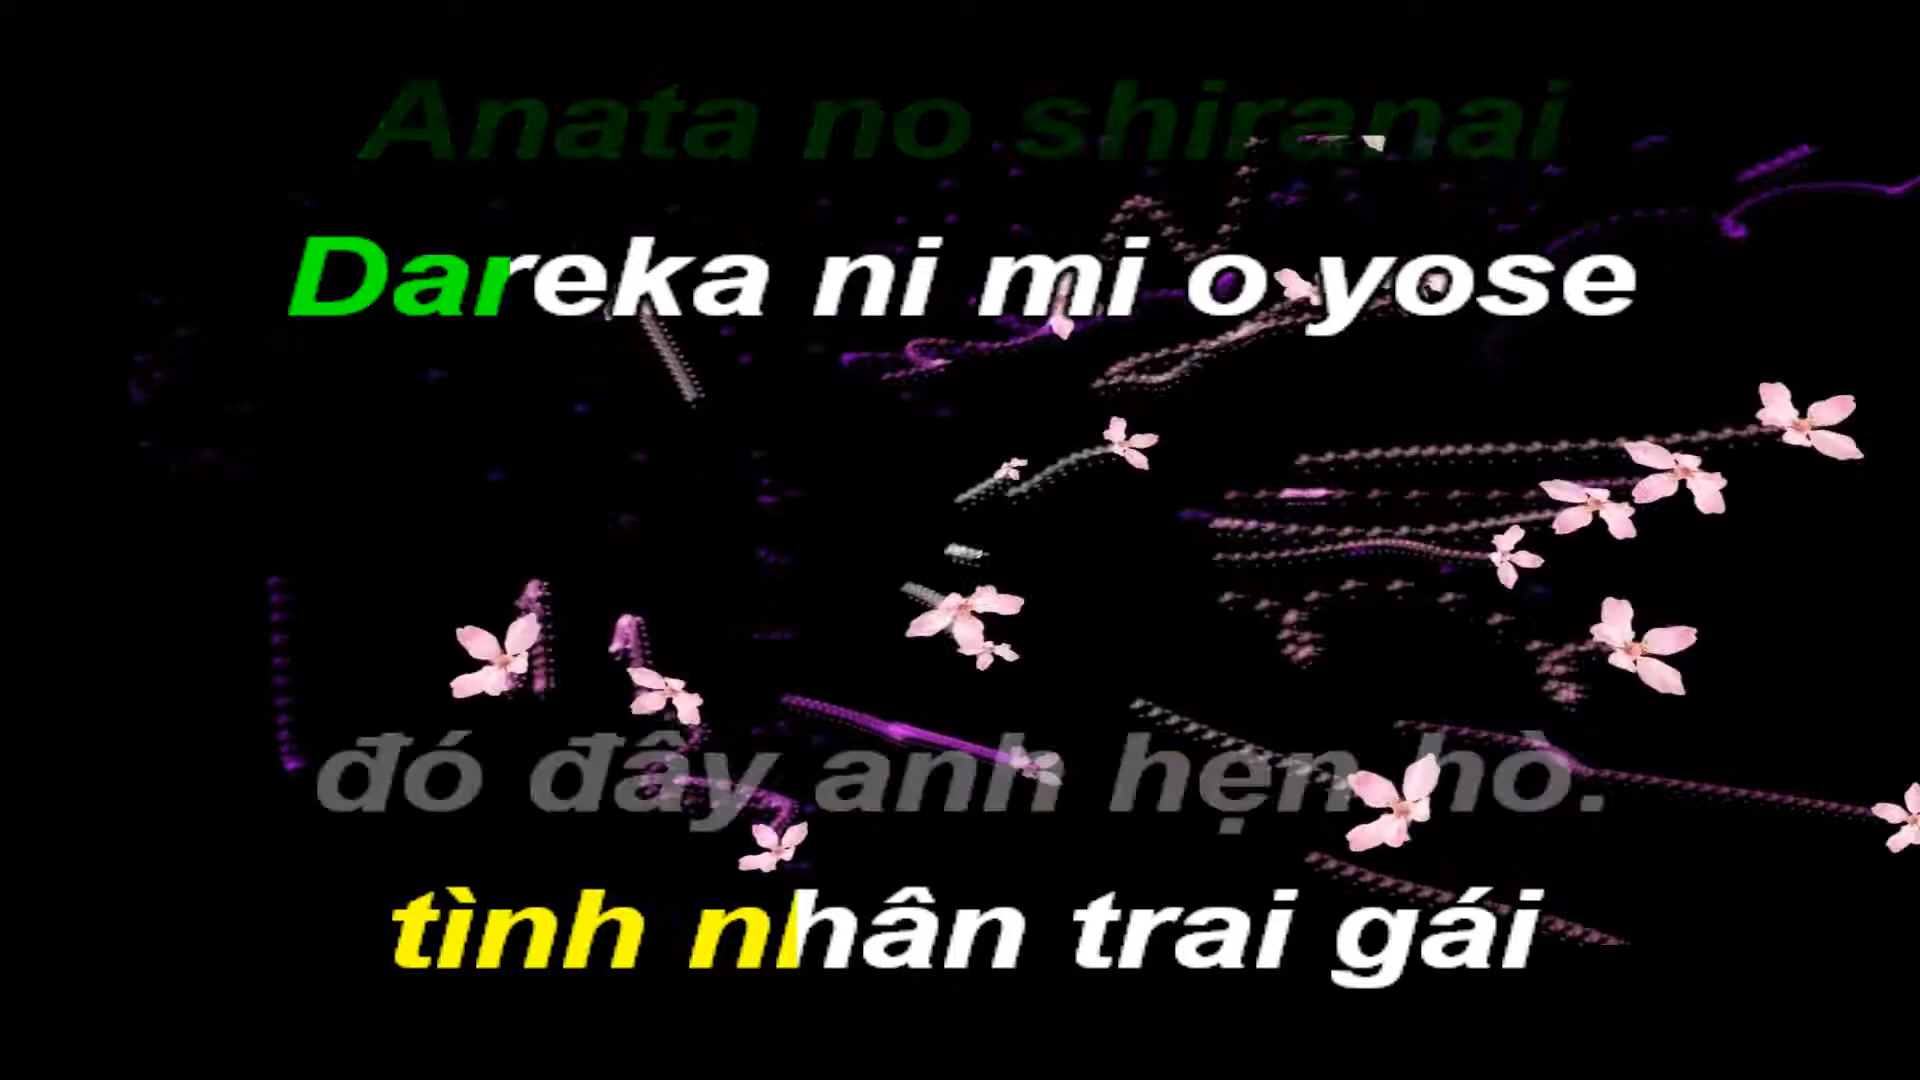 Anata no shiranai
Dareka ni mi o yose
đó đây anh hẹn hò.
tình nhân trai gái